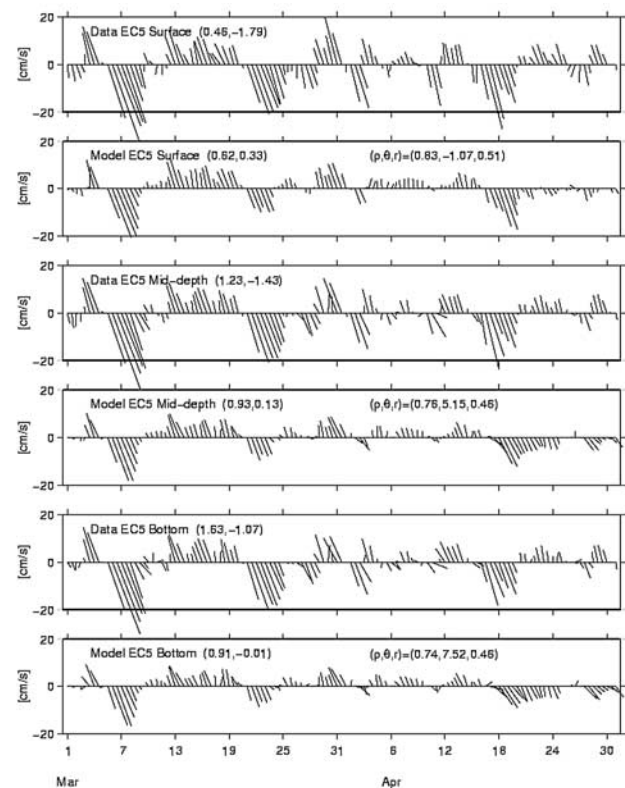 20
Data EC5 Surface (0.46,-1.79)
[cm/s]
0
-20
20
Model EC5 Surface (0.62,0.33) (ρ,θ,r)=(0.83,-1.07,0.51)
0
-20
20
Data EC5 Mid-depth (1.23,-1.43)
[cm/s]
0
-20
20
Model EC5 Mid-depth (0.93,0.13) (ρ,θ,r)=(0.76,5.15,0.46)
0
-20
20
Data EC5 Bottom (1.63,-1.07)
[cm/s]
0
-20
20
Model EC5 Bottom (0.91,-0.01) (ρ,θ,r)=(0.74,7.52,0.46)
0
-20
1 7 13 19 25 31 6 12 18 24 30
Mar Apr